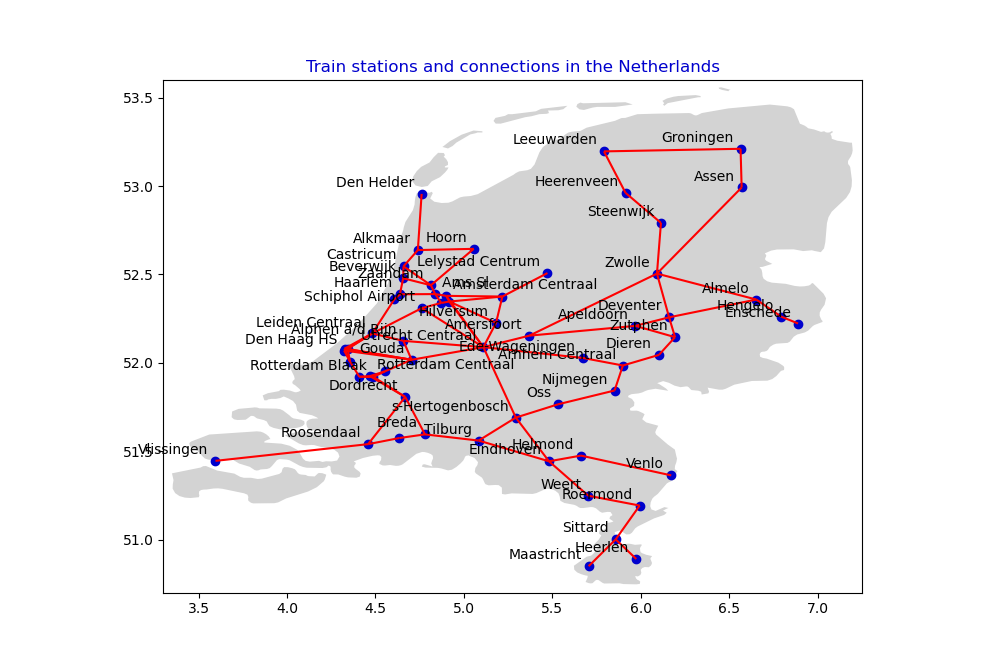 Train stations and connections in the Netherlands
53.5
Leeuwarden
Groningen
53.0
Den Helder
Heerenveen
Assen
Steenwijk
Alkmaar
Hoorn
Castricum
Beverwijk
Lelystad Centrum
Zwolle
52.5
Zaandam
Haarlem
Ams Sl
Amsterdam Centraal
Almelo
Schiphol Airport
Hengelo
Enschede
Hilversum
Deventer
Apeldoorn
Leiden Centraal
Amersfoort
Zutphen
Alphen a/d Rijn
Den Haag HS
Utrecht Centraal
Gouda
Ede-Wageningen
Dieren
Arnhem Centraal
52.0
Rotterdam Blaak
Rotterdam Centraal
Dordrecht
Nijmegen
Oss
s-Hertogenbosch
Breda
Tilburg
Roosendaal
51.5
Vlissingen
Eindhoven
Helmond
Venlo
Weert
Roermond
Sittard
51.0
Heerlen
Maastricht
3.5 4.0 4.5 5.0 5.5 6.0 6.5 7.0